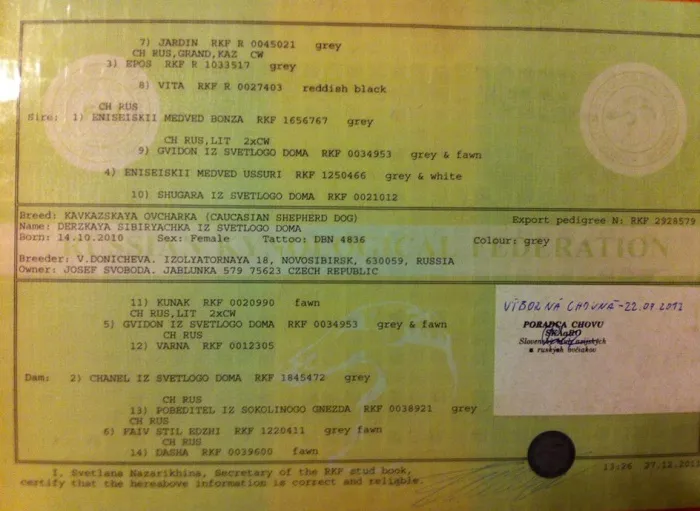 7) JARDIN RKF R 0045021 grey
CH RUS,GRAND,KAZ CW
3) EPOS RKF R 1033517 grey
8) VITA RKF R 0027403 reddish black
CH RUS
Sire: 1) ENISEISKII MEDVED BONZA RKF 1656767 grey
CH RUS,LIT 2xCW
9) GVIDON IZ SVETLOGO DOMA RKF 0034953 grey & fawn
4) ENISEISKII MEDVED USSURI RKF 1250466 grey & white
10) SHUGARA IZ SVETLOGO DOMA RKF 0021012
Breed: KAVKAZSKAYA OVCHARKA (CAUCASIAN SHEPHERD DOG) Export pedigree N: RKF 2928579
Name: DERZKAYA SIBIRYACHKA IZ SVETLOGO DOMA
Born: 14.10.2010 Sex: Female Tattoo: DBN 4836 Colour: grey
FEDERATION
Breeder: V.DONICHEVA. IZOLYATORNAYA 18, NOVOSIBIRSK, 630059, RUSSIA
Owner: JOSEF SVOBODA. JABLUNKA 579 75623 CZECH REPUBLIC
11) KUNAK RKF 0020990 fawn
CH RUS,LIT 2xCW
5) GVIDON IZ SVETLOGO DOMA RKF 0034953 grey & fawn
CH RUS
12) VARNA RKF 0012305
Dam: 2) CHANEL IZ SVETLOGO DOMA RKF 1845472 grey
CH RUS
13) POBEDITEL IZ SOKOLINOGO GNEZDA RKF 0038921 grey
CH RUS
6) FAIV STIL EDZHI RKF 1220411 grey fawn
CH RUS
14) DASHA RKF 0039600 fawn
VÝBORNÁ CHOVNÁ-22.09.2012
PORADCA CHOVU
a ruských
I, Svetlana Nazarikhina, Secretary of the RKF stud book,
certify that the hereabove information is correct and reliable.
13:26 27.12.201